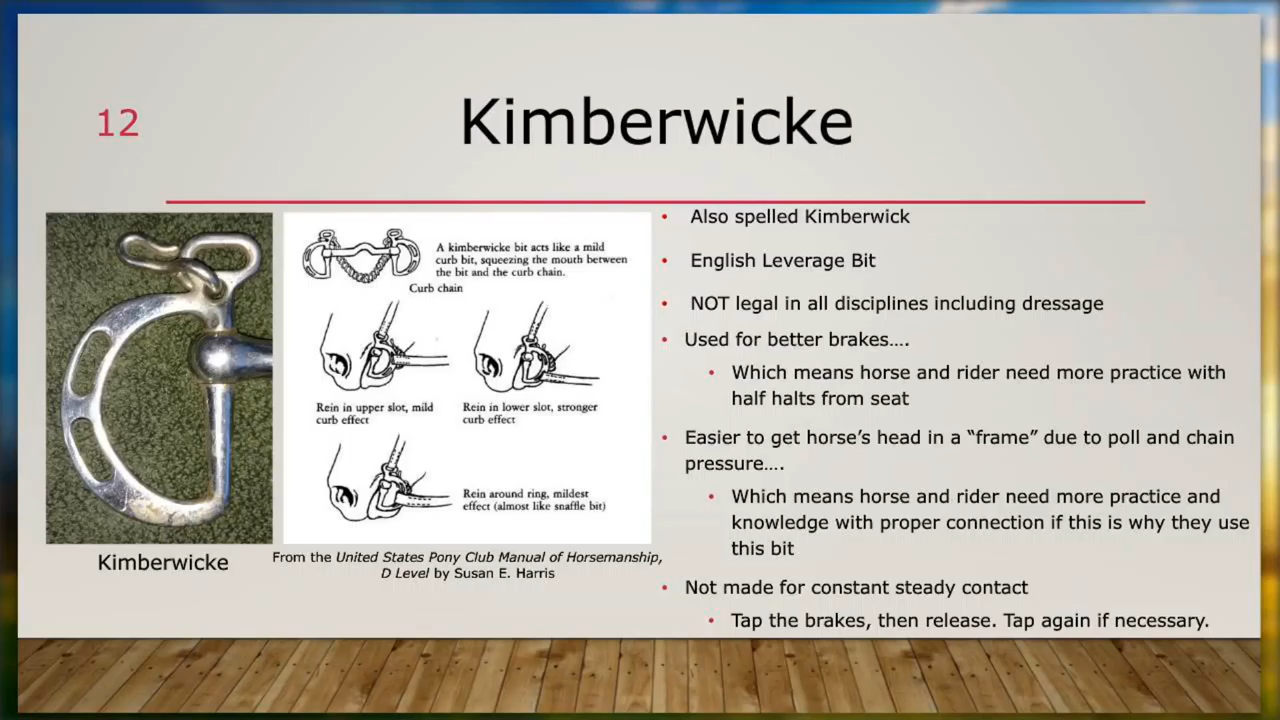 12
Kimberwicke
A kimberwicke bit acts like a mild
curb bit, squeezing the mouth between
the bit and the curb chain.
Curb chain
Rein in upper slot, mild
curb effect
Rein in lower slot, stronger
curb effect
Rein around ring, mildest
effect (almost like snaffle bit)
Kimberwicke
From the United States Pony Club Manual of Horsemanship,
D Level by Susan E. Harris
• Also spelled Kimberwick
• English Leverage Bit
• NOT legal in all disciplines including dressage
• Used for better brakes….
• Which means horse and rider need more practice with
half halts from seat
• Easier to get horse’s head in a “frame” due to poll and chain
pressure….
• Which means horse and rider need more practice and
knowledge with proper connection if this is why they use
this bit
• Not made for constant steady contact
• Tap the brakes, then release. Tap again if necessary.